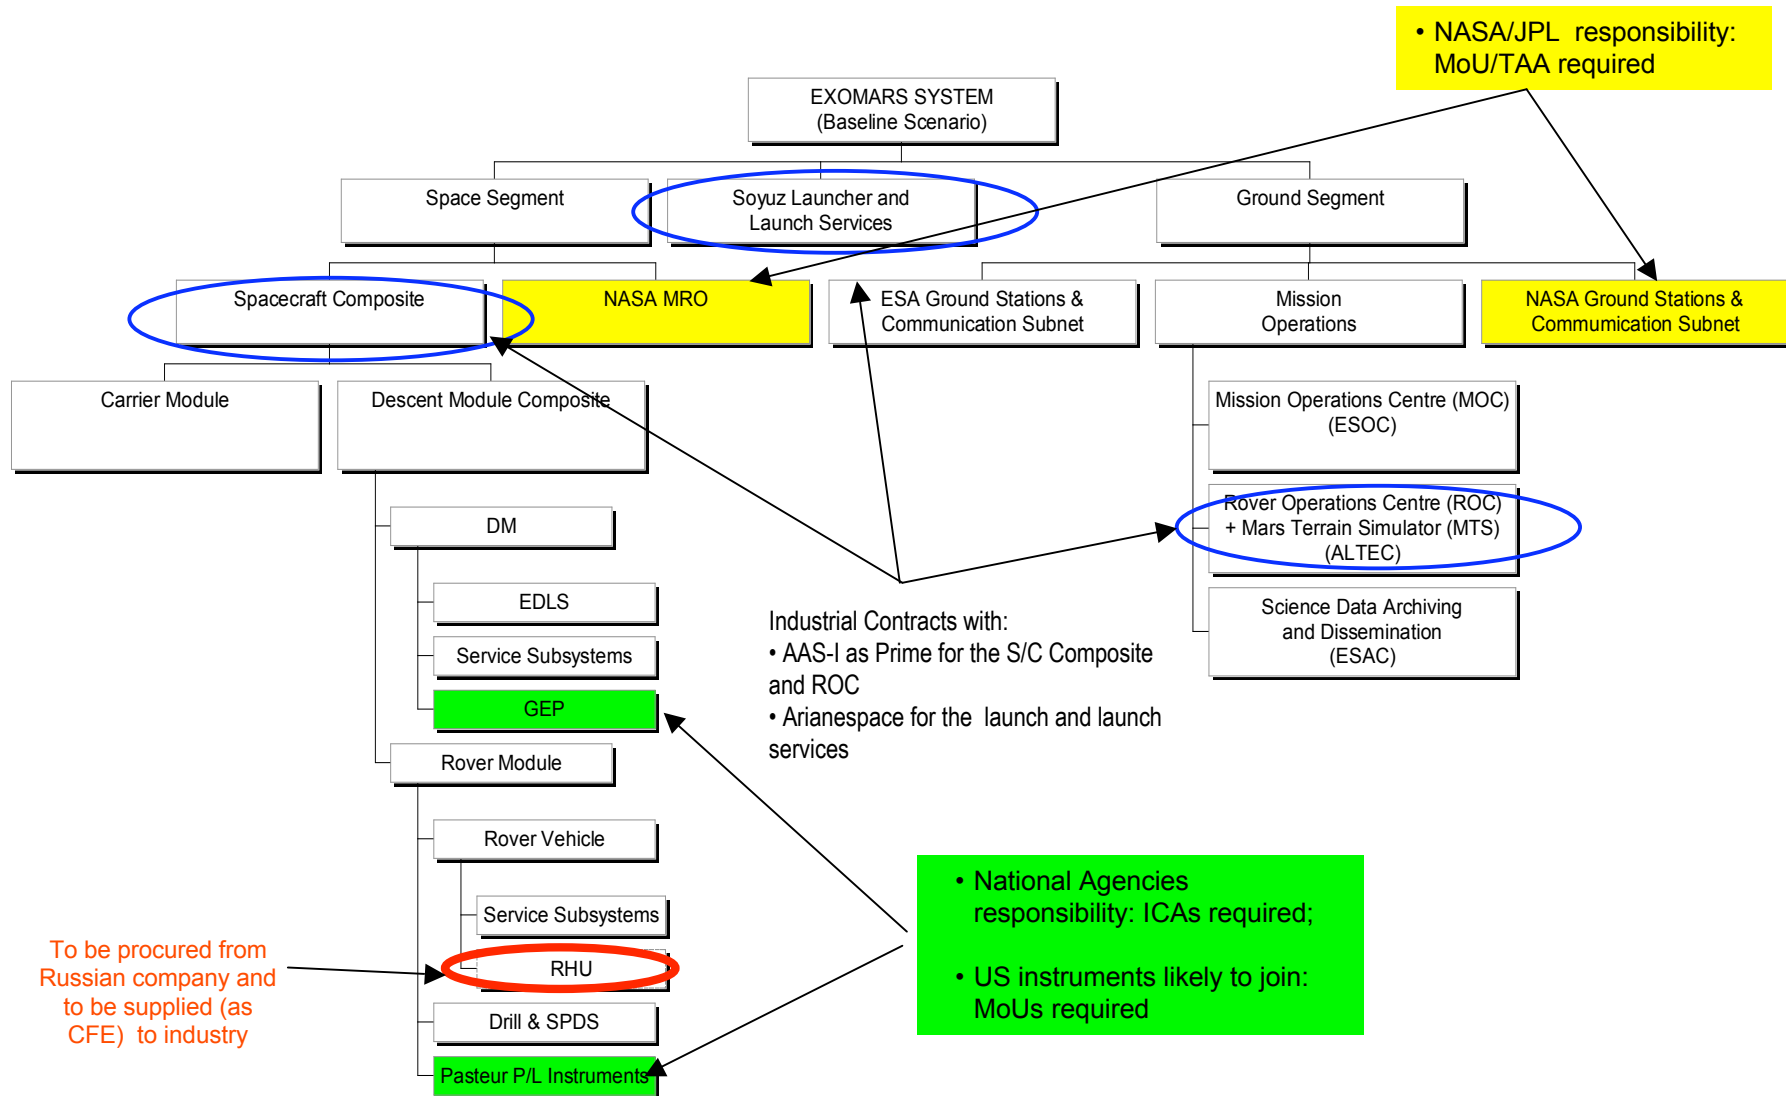 • NASA/JPL responsibility:
MoU/TAA required
EXOMARS SYSTEM
(Baseline Scenario)
Space Segment
Soyuz Launcher and
Launch Services
Ground Segment
Spacecraft Composite
NASA MRO
ESA Ground Stations &
Communication Subnet
Mission
Operations
NASA Ground Stations &
Commumication Subnet
Carrier Module
Descent Module Composite
Mission Operations Centre (MOC)
(ESOC)
Rover Operations Centre (ROC)
+ Mars Terrain Simulator (MTS)
(ALTEC)
Science Data Archiving
and Dissemination
(ESAC)
DM
EDLS
Service Subsystems
GEP
Industrial Contracts with:
• AAS-I as Prime for the S/C Composite
and ROC
• Arianespace for the launch and launch
services
Rover Module
Rover Vehicle
Service Subsystems
RHU
Drill & SPDS
Pasteur P/L Instruments
To be procured from
Russian company and
to be supplied (as
CFE) to industry
• National Agencies
responsibility: ICAs required;
• US instruments likely to join:
MoUs required